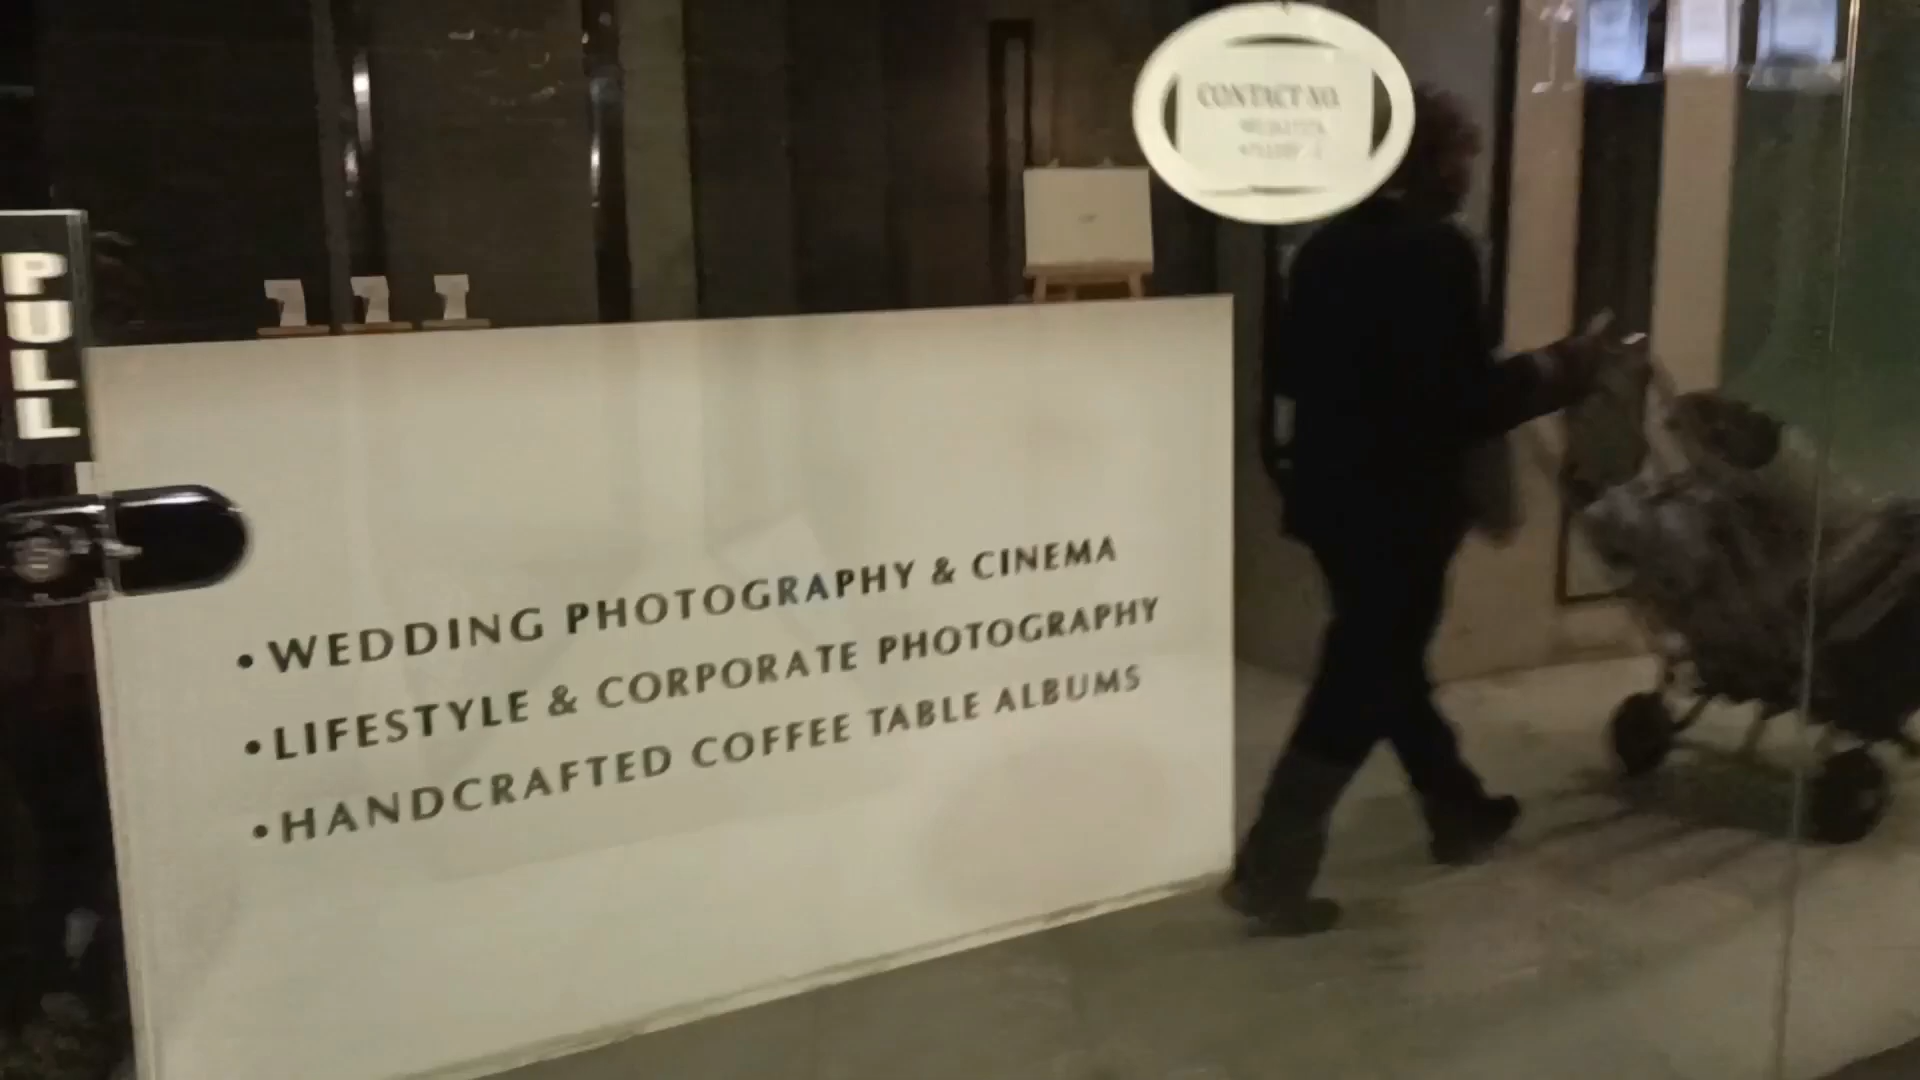 PULL
CONTACT NO.
• WEDDING PHOTOGRAPHY & CINEMA
• LIFESTYLE & CORPORATE PHOTOGRAPHY
• HANDCRAFTED COFFEE TABLE ALBUMS